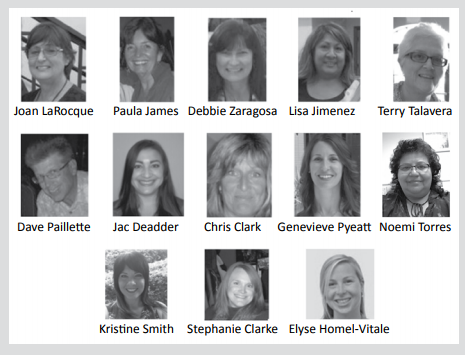 Joan LaRocque Paula James Debbie Zaragosa Lisa Jimenez Terry Talavera
Dave Paillette Jac Deadder Chris Clark Genevieve Pyeatt Noemi Torres
Kristine Smith Stephanie Clarke Elyse Homel-Vitale